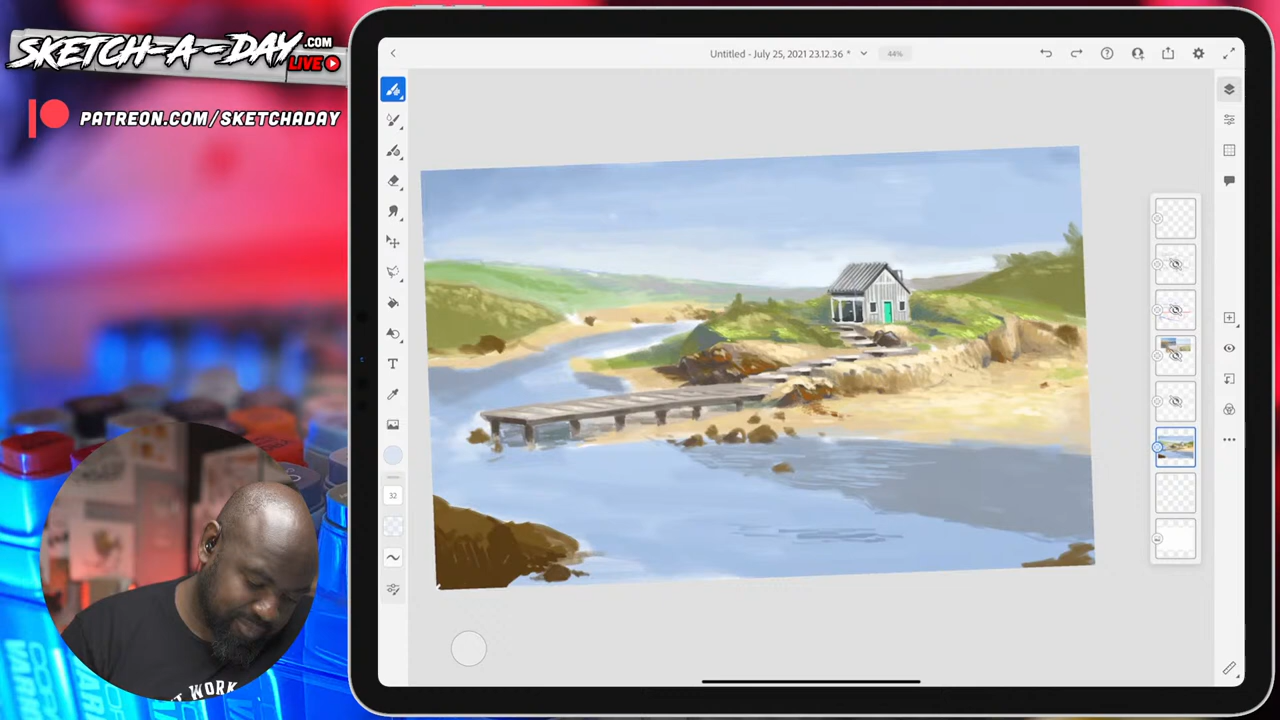 SKETCH-A-DAY.COM
LIVE
PATREON.COM/SKETCHADAY
Untitled - July 25, 2021 23.12.36 *
44%
T
32
WORK